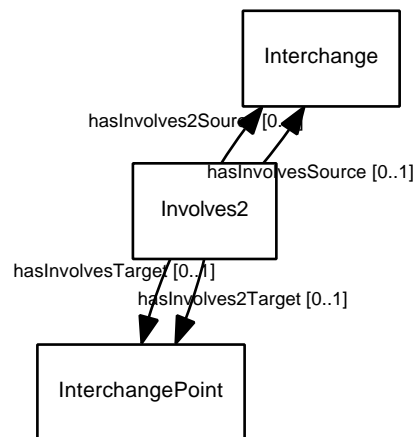 Interchange
hasInvolves2Source [0..1]
hasInvolvesSource [0..1]
Involves2
hasInvolvesTarget [0..1]
hasInvolves2Target [0..1]
InterchangePoint